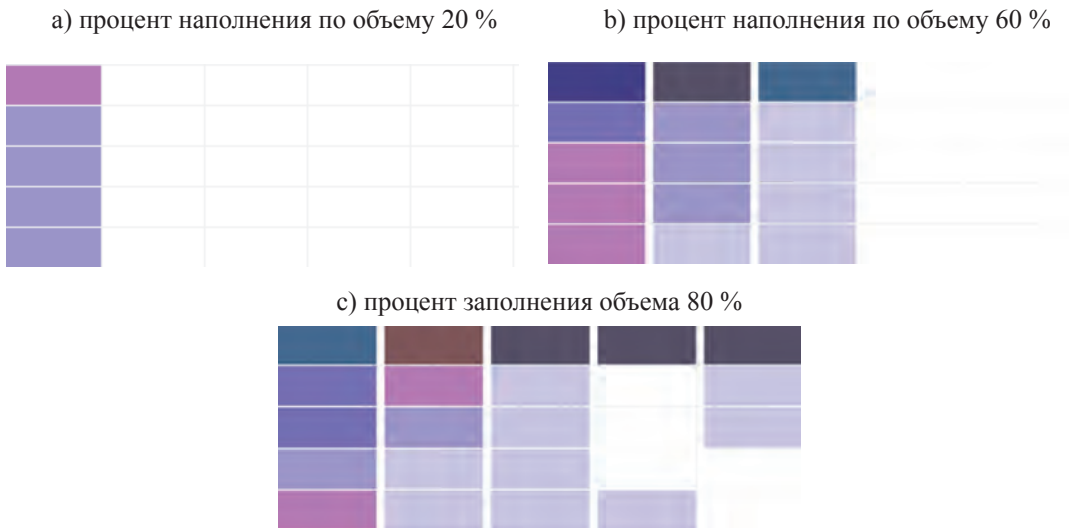 a) процент наполнения по объему 20 %
b) процент наполнения по объему 60 %
c) процент заполнения объема 80 %